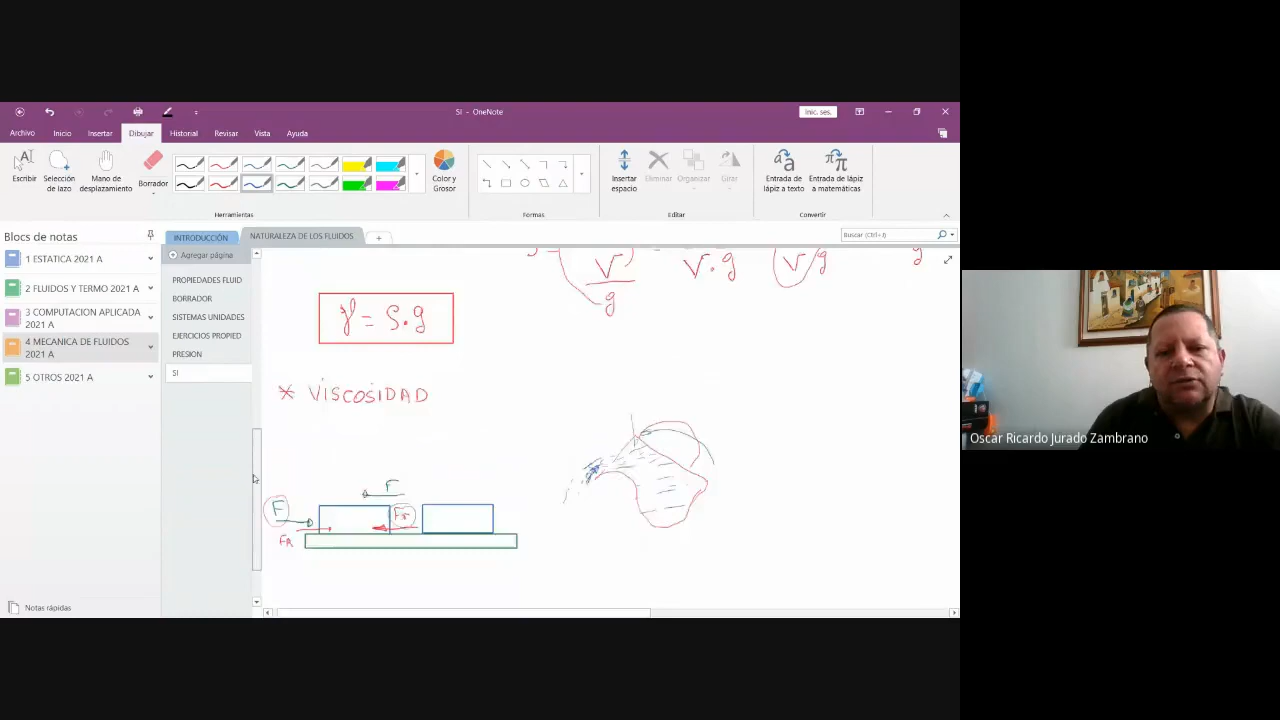 SI - OneNote
Inic. ses.
Archivo Inicio Insertar Dibujar Historial Revisar Vista Ayuda
Escribir
Selección de lazo
Mano de desplazamiento
Borrador
Color y Grosor
Insertar espacio
Eliminar
Organizar
Girar
Entrada de lápiz a texto
Entrada de lápiz a matemáticas
Herramientas
Formas
Editar
Convertir
Blocs de notas
INTRODUCCIÓN
NATURALEZA DE LOS FLUIDOS
Buscar (Ctrl+J)
1 ESTATICA 2021 A
2 FLUIDOS Y TERMO 2021 A
3 COMPUTACION APLICADA 2021 A
4 MECANICA DE FLUIDOS 2021 A
5 OTROS 2021 A
Notas rápidas
Agregar página
PROPIEDADES FLUID
BORRADOR
SISTEMAS UNIDADES
EJERCICIOS PROPIED
PRESION
SI
V
g
V.g
V g
g
γ = ρ.g
* VISCOSIDAD
F
F
Fr
FR
Oscar Ricardo Jurado Zambrano